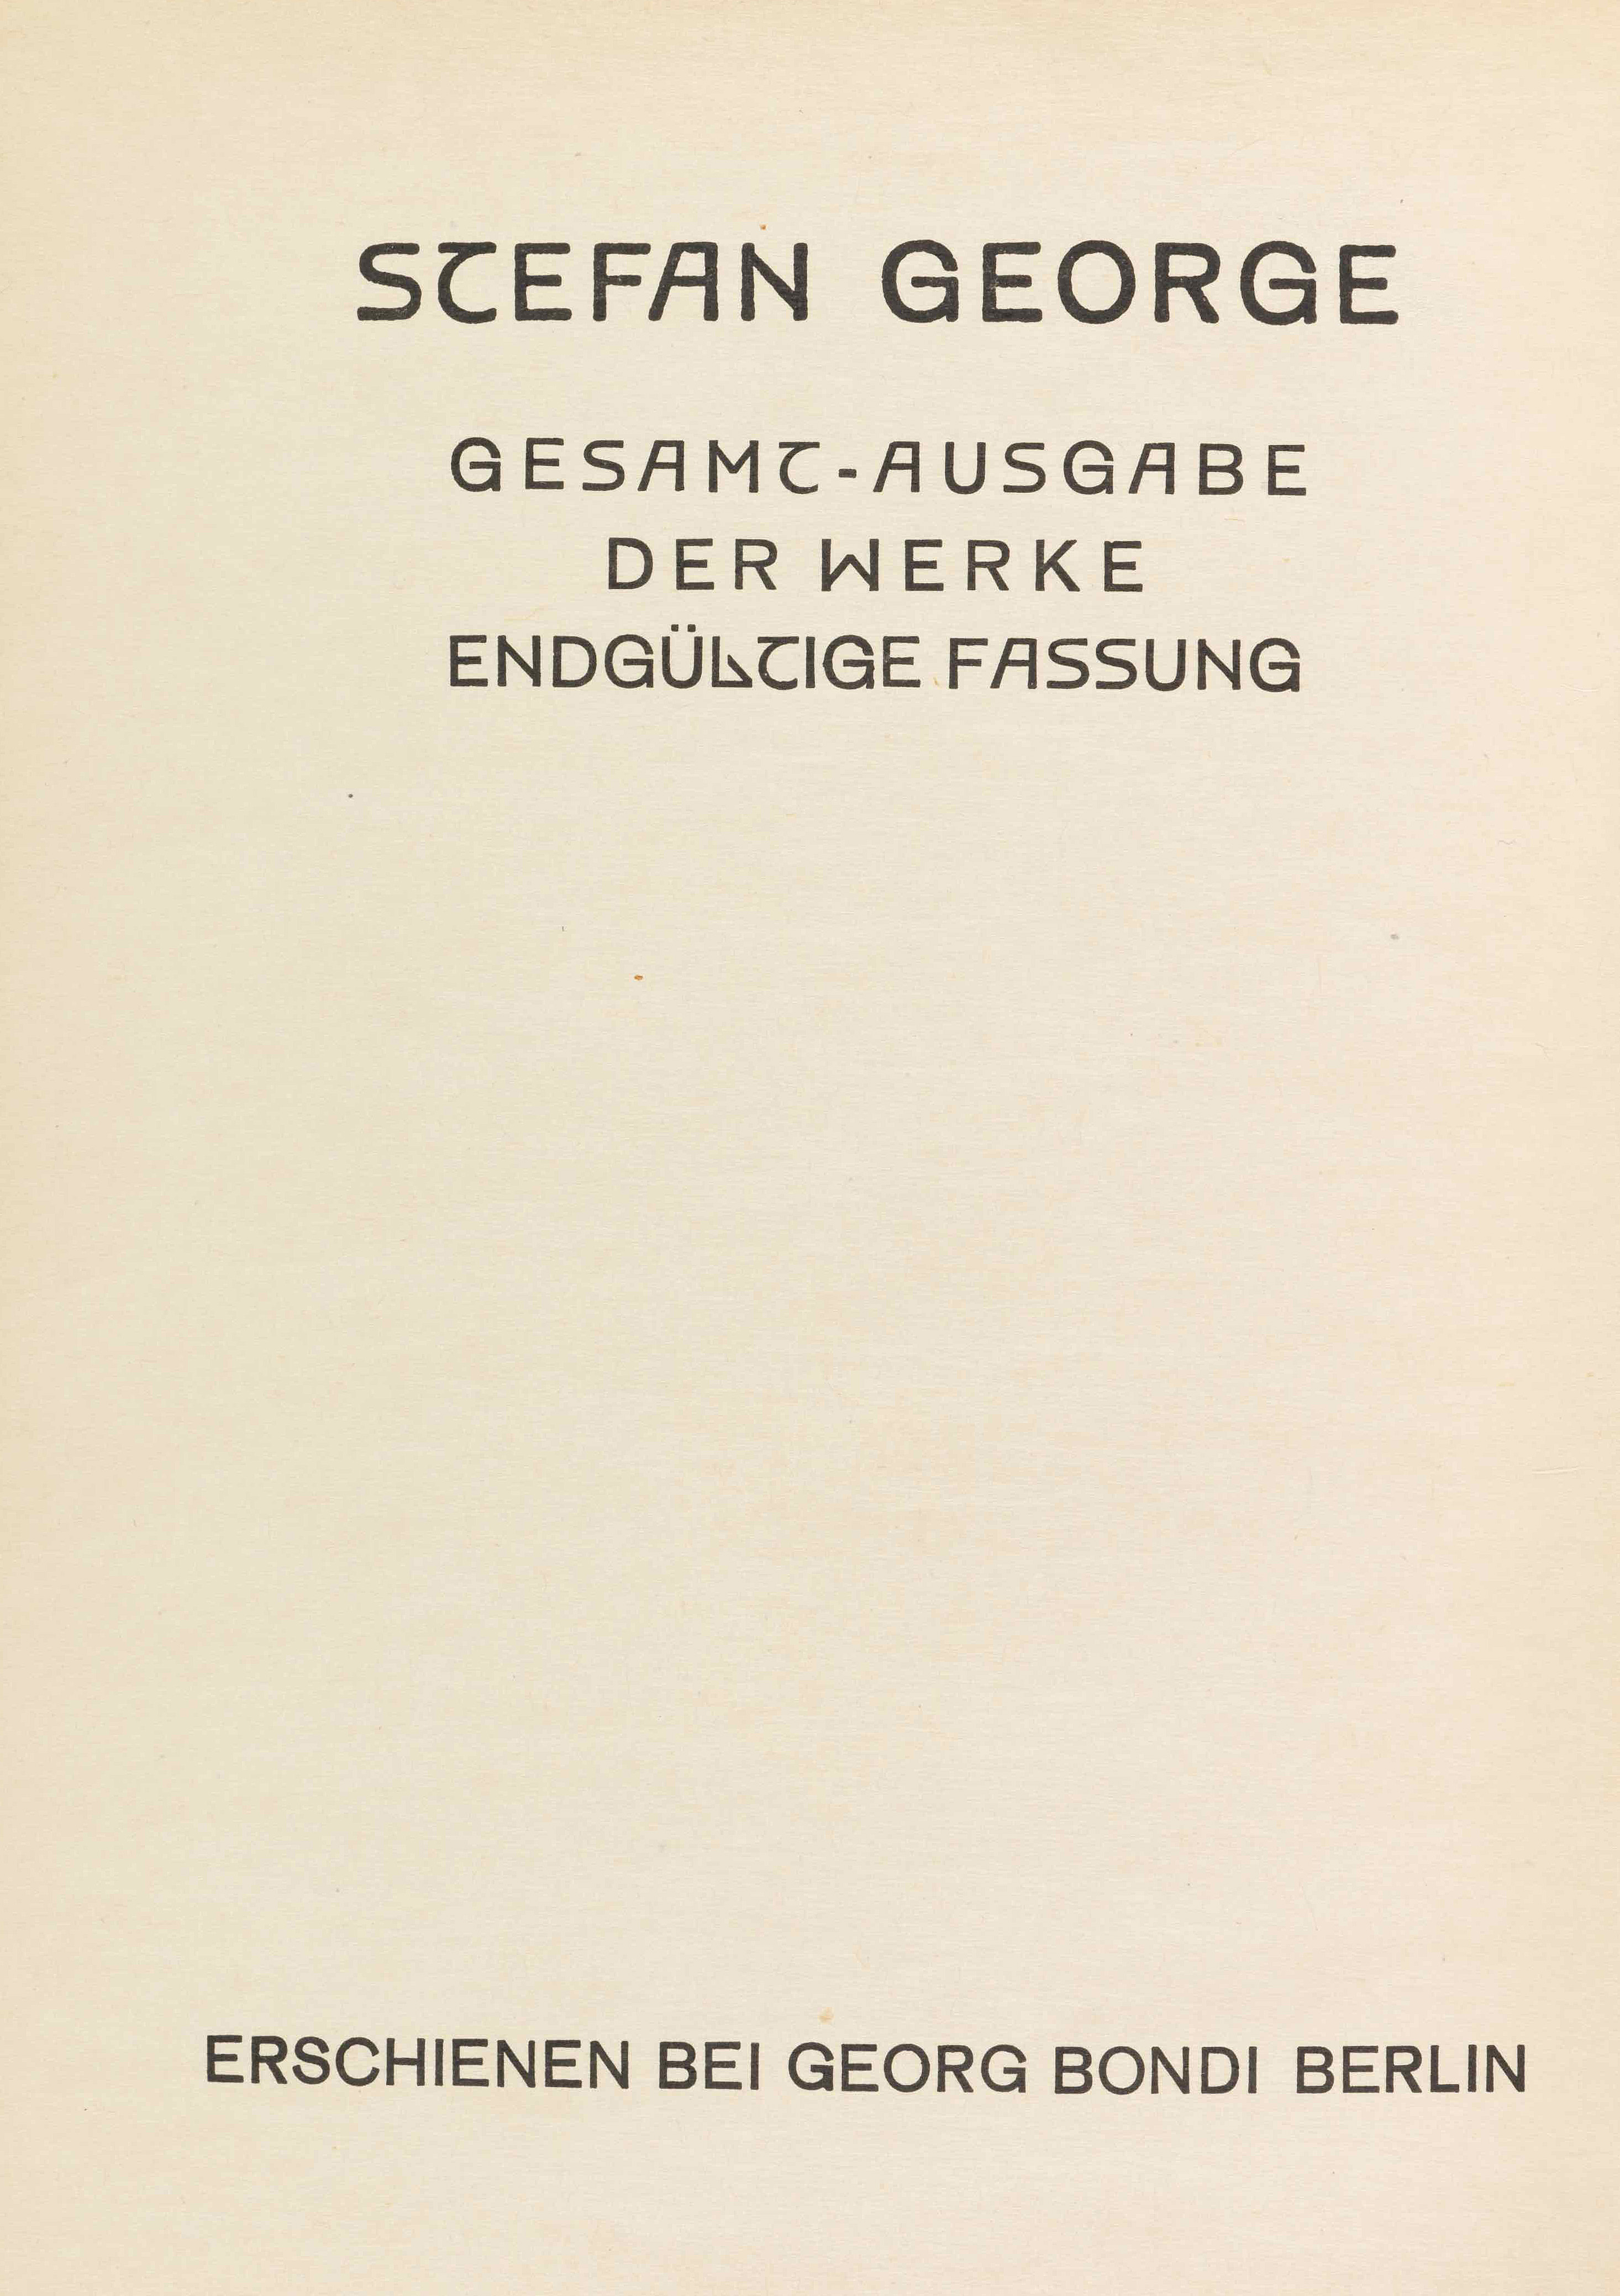 STEFAN GEORGE
GESAMT-AUSGABE
DER WERKE
ENDGÜLTIGE FASSUNG
ERSCHIENEN BEI GEORG BONDI BERLIN